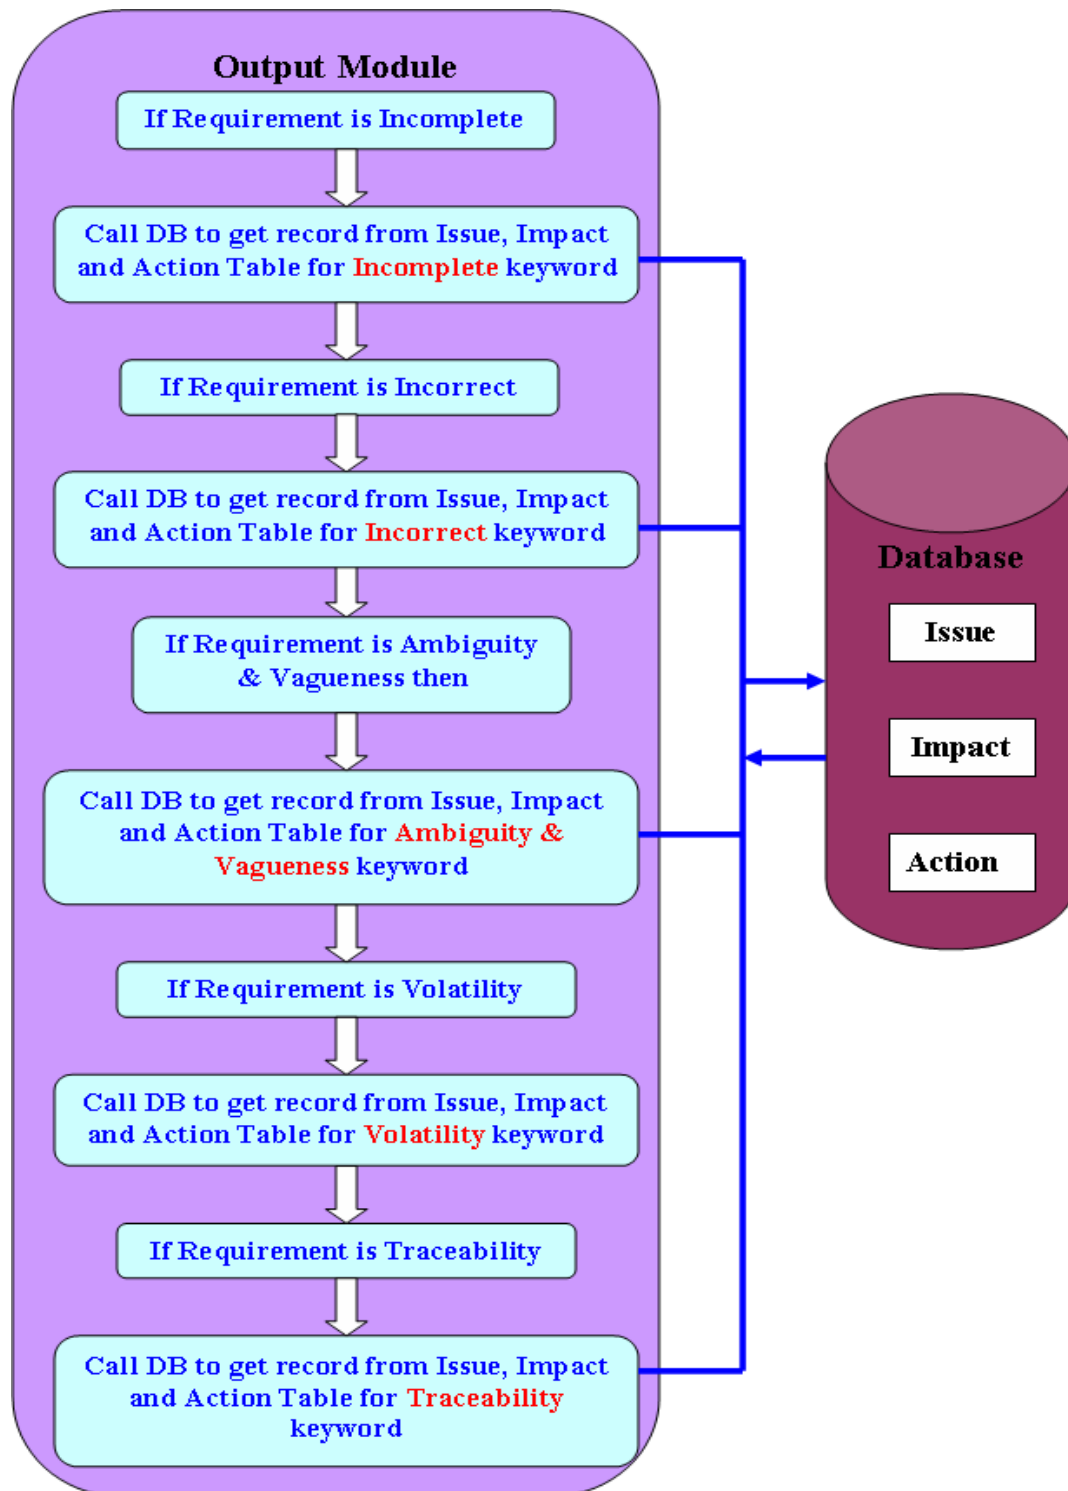 Output Module
If Requirement is Incomplete
Call DB to get record from Issue, Impact
and Action Table for Incomplete keyword
If Requirement is Incorrect
Call DB to get record from Issue, Impact
and Action Table for Incorrect keyword
If Requirement is Ambiguity
& Vagueness then
Call DB to get record from Issue, Impact
and Action Table for Ambiguity &
Vagueness keyword
If Requirement is Volatility
Call DB to get record from Issue, Impact
and Action Table for Volatility keyword
If Requirement is Traceability
Call DB to get record from Issue, Impact
and Action Table for Traceability
keyword
Database
Issue
Impact
Action